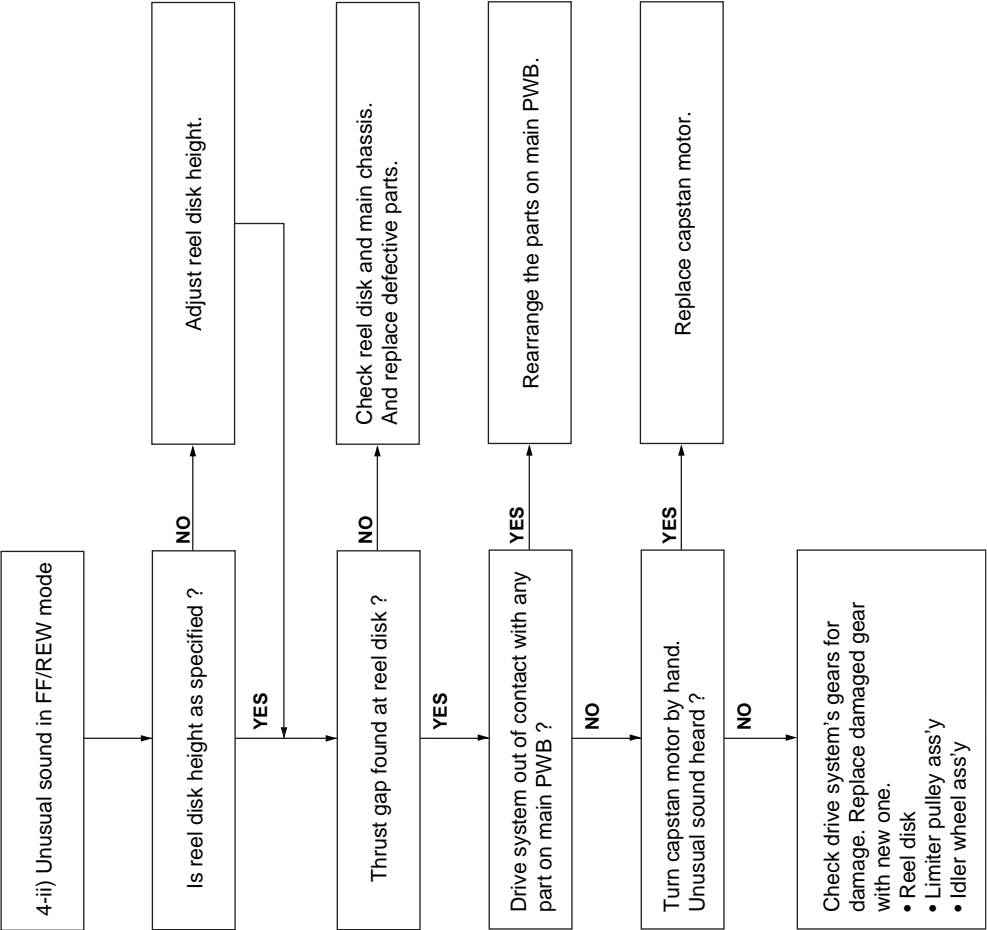 4-ii) Unusual sound in FF/REW mode
Is reel disk height as specified ?
NO
Adjust reel disk height.
YES
Thrust gap found at reel disk ?
NO
Check reel disk and main chassis.
And replace defective parts.
YES
Drive system out of contact with any
part on main PWB ?
YES
Rearrange the parts on main PWB.
NO
Turn capstan motor by hand.
Unusual sound heard ?
YES
Replace capstan motor.
NO
Check drive system's gears for
damage. Replace damaged gear
with new one.
• Reel disk
• Limiter pulley ass'y
• Idler wheel ass'y